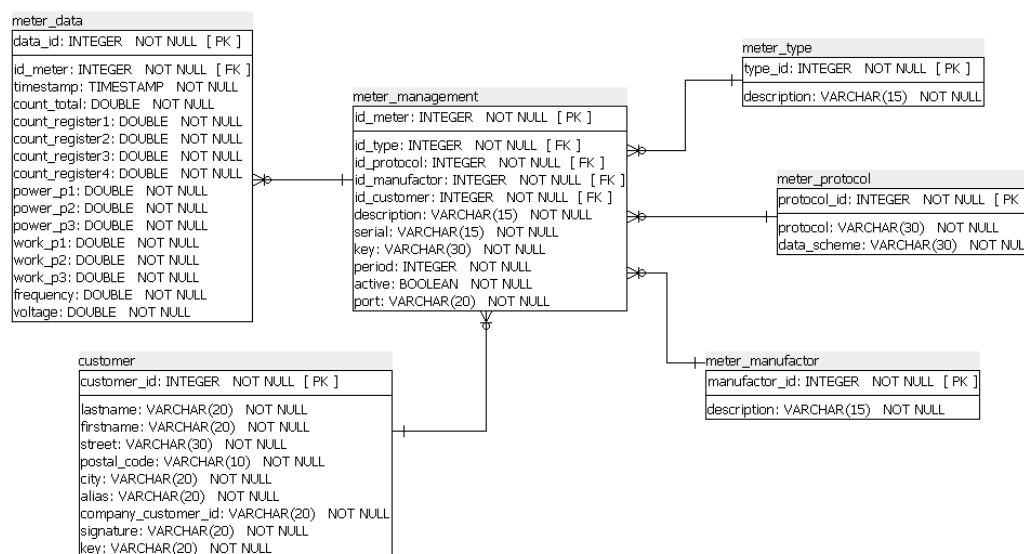 meter_data
data_id: INTEGER NOT NULL [ PK ]
id_meter: INTEGER NOT NULL [ FK ]
timestamp: TIMESTAMP NOT NULL
count_total: DOUBLE NOT NULL
count_register1: DOUBLE NOT NULL
count_register2: DOUBLE NOT NULL
count_register3: DOUBLE NOT NULL
count_register4: DOUBLE NOT NULL
power_p1: DOUBLE NOT NULL
power_p2: DOUBLE NOT NULL
power_p3: DOUBLE NOT NULL
work_p1: DOUBLE NOT NULL
work_p2: DOUBLE NOT NULL
work_p3: DOUBLE NOT NULL
frequency: DOUBLE NOT NULL
voltage: DOUBLE NOT NULL
meter_management
id_meter: INTEGER NOT NULL [ PK ]
id_type: INTEGER NOT NULL [ FK ]
id_protocol: INTEGER NOT NULL [ FK ]
id_manufactor: INTEGER NOT NULL [ FK ]
id_customer: INTEGER NOT NULL [ FK ]
description: VARCHAR(15) NOT NULL
serial: VARCHAR(15) NOT NULL
key: VARCHAR(30) NOT NULL
period: INTEGER NOT NULL
active: BOOLEAN NOT NULL
port: VARCHAR(20) NOT NULL
meter_type
type_id: INTEGER NOT NULL [ PK ]
description: VARCHAR(15) NOT NULL
meter_protocol
protocol_id: INTEGER NOT NULL [ PK
protocol: VARCHAR(30) NOT NULL
data_scheme: VARCHAR(30) NOT NUL
meter_manufactor
manufactor_id: INTEGER NOT NULL [ PK ]
description: VARCHAR(15) NOT NULL
customer
customer_id: INTEGER NOT NULL [ PK ]
lastname: VARCHAR(20) NOT NULL
firstname: VARCHAR(20) NOT NULL
street: VARCHAR(30) NOT NULL
postal_code: VARCHAR(10) NOT NULL
city: VARCHAR(20) NOT NULL
alias: VARCHAR(20) NOT NULL
company_customer_id: VARCHAR(20) NOT NULL
signature: VARCHAR(20) NOT NULL
key: VARCHAR(20) NOT NULL